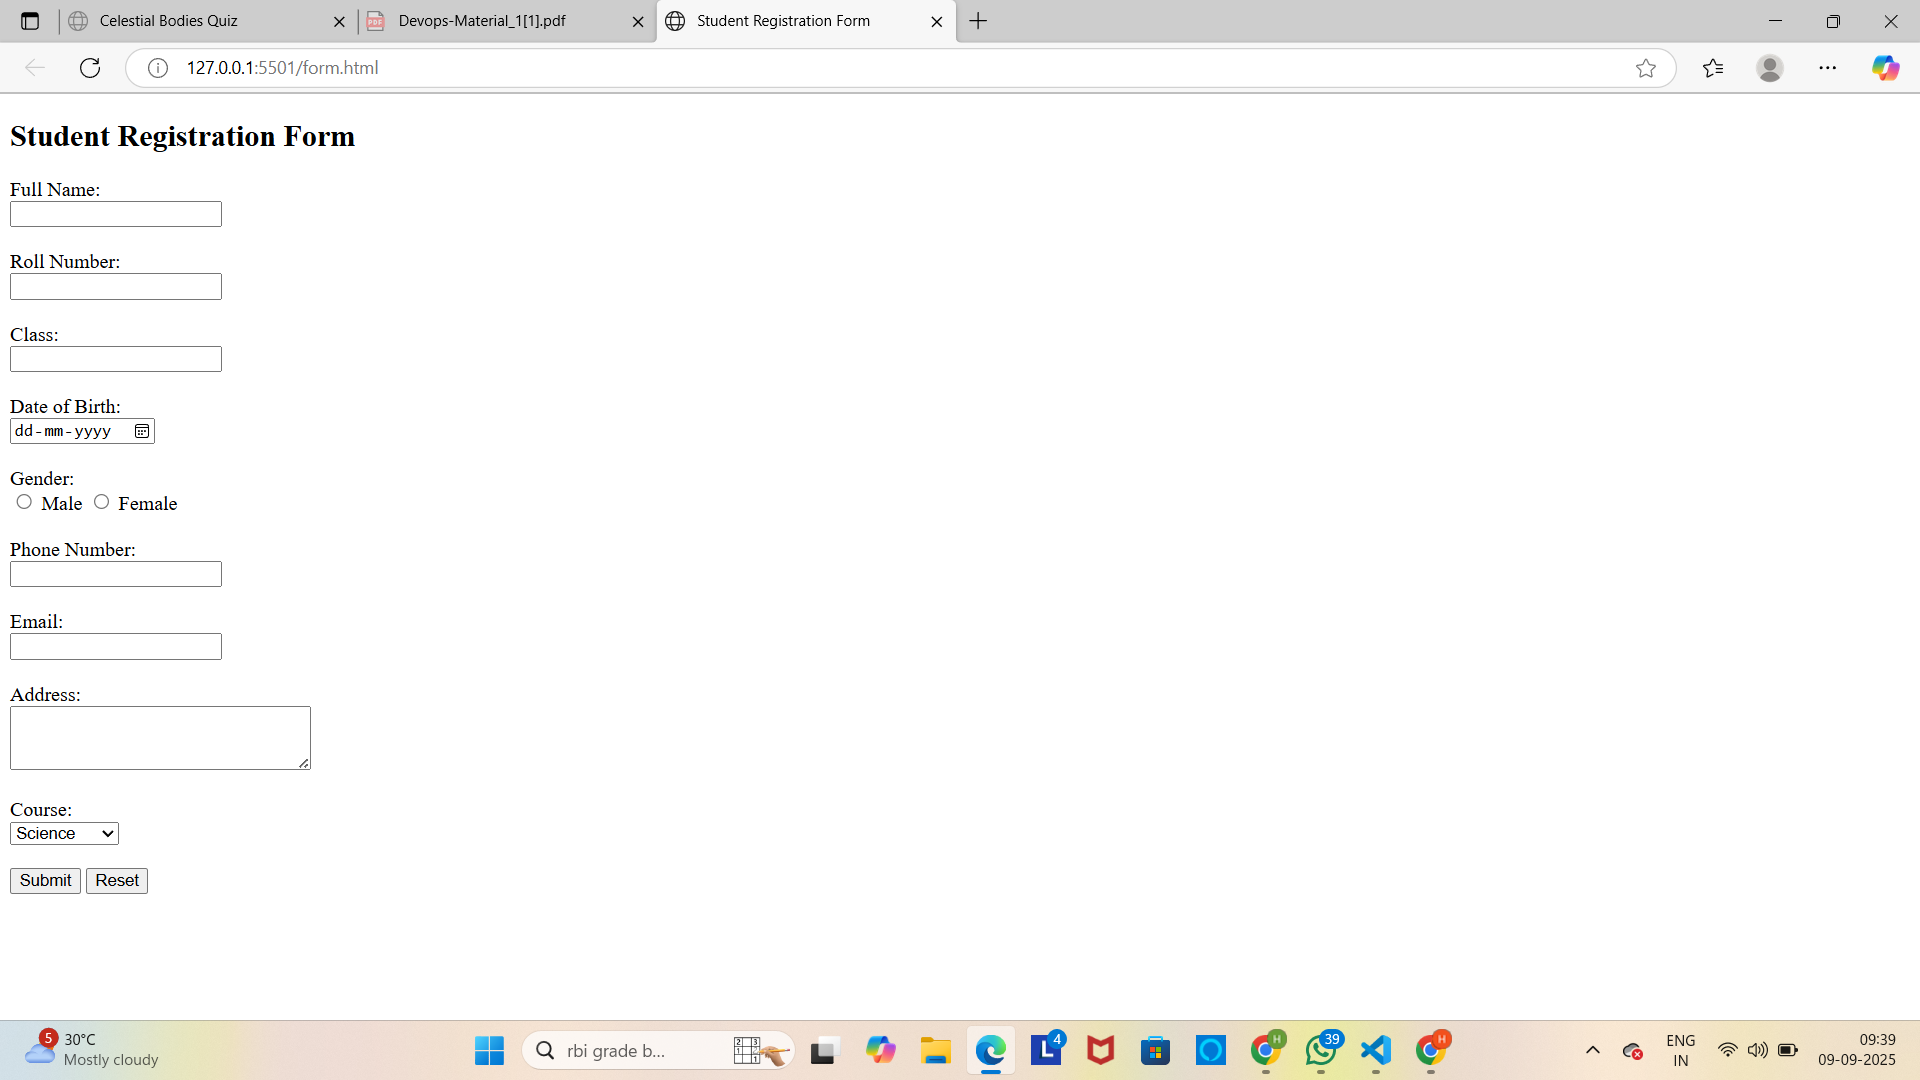 Celestial Bodies Quiz
Devops-Material_1[1].pdf
Student Registration Form
127.0.0.1:5501/form.html
Student Registration Form
Full Name:
Roll Number:
Class:
Date of Birth:
dd-mm-yyyy
Gender:
Male Female
Phone Number:
Email:
Address:
Course:
Science
Submit Reset
5
30°C
Mostly cloudy
rbi grade b...
4
H
39
H
ENG
IN
09:39
09-09-2025